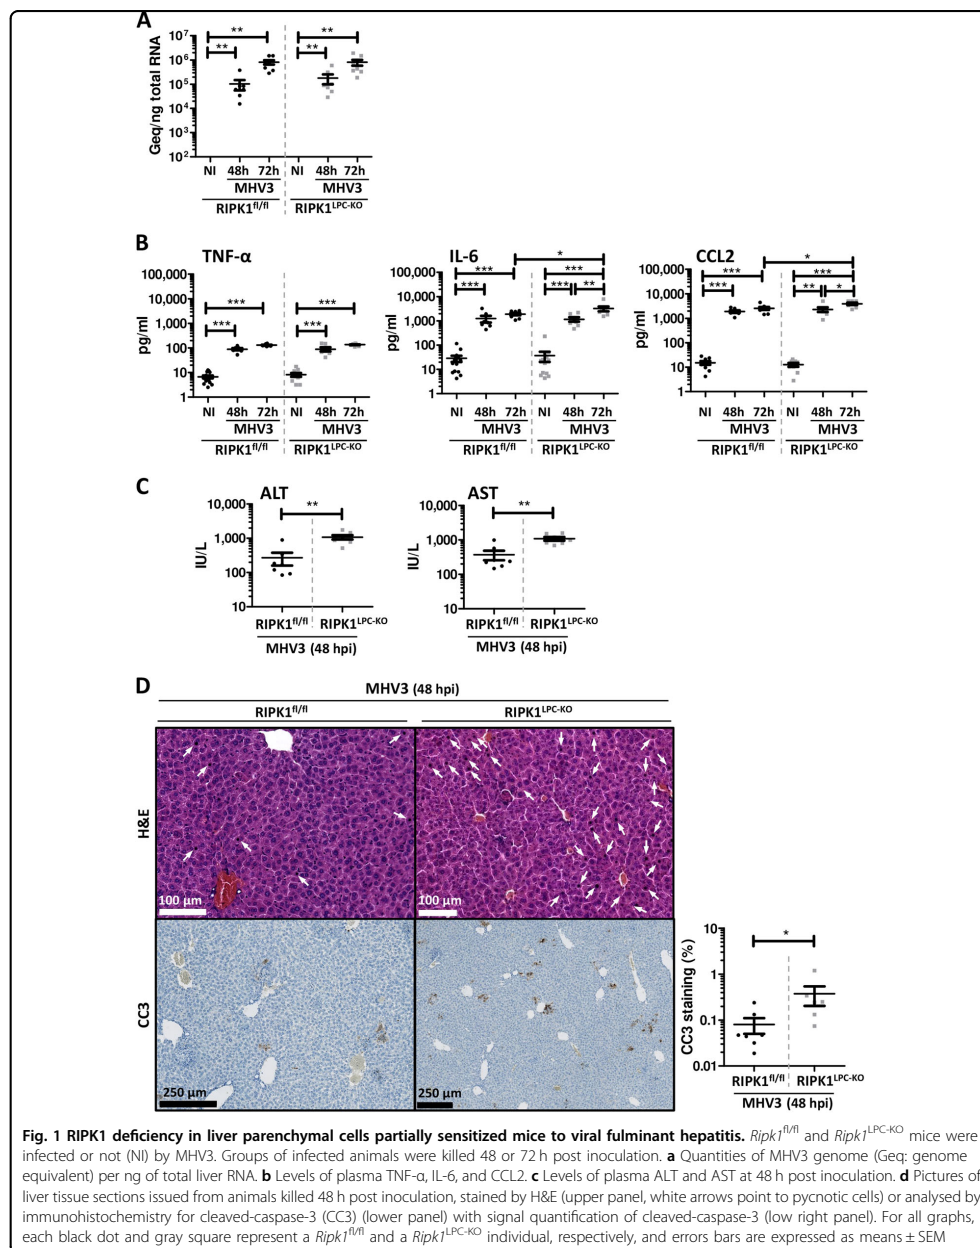 A
Geq/ng total RNA
10⁷
10⁶
10⁵
10⁴
10³
10²
** **
** **
NI 48h 72h NI 48h 72h
MHV3 MHV3
RIPK1fl/fl RIPK1LPC-KO
B
TNF-α
pg/ml
100,000
10,000
1,000
100
10
1
*** ***
*** ***
NI 48h 72h NI 48h 72h
MHV3 MHV3
RIPK1fl/fl RIPK1LPC-KO
IL-6
pg/ml
100,000
10,000
1,000
100
10
1
*
*** ***
*** *** **
NI 48h 72h NI 48h 72h
MHV3 MHV3
RIPK1fl/fl RIPK1LPC-KO
CCL2
pg/ml
100,000
10,000
1,000
100
10
1
*
*** ***
*** ** *
NI 48h 72h NI 48h 72h
MHV3 MHV3
RIPK1fl/fl RIPK1LPC-KO
C
ALT
IU/L
10,000
1,000
100
10
**
RIPK1fl/fl RIPK1LPC-KO
MHV3 (48 hpi)
AST
IU/L
10,000
1,000
100
10
**
RIPK1fl/fl RIPK1LPC-KO
MHV3 (48 hpi)
D
MHV3 (48 hpi)
RIPK1fl/fl RIPK1LPC-KO
H&E
100 μm 100 μm
CC3
250 μm 250 μm
CC3 staining (%)
10
1
0.1
0.01
*
RIPK1fl/fl RIPK1LPC-KO
MHV3 (48 hpi)
Fig. 1 RIPK1 deficiency in liver parenchymal cells partially sensitized mice to viral fulminant hepatitis. Ripk1fl/fl and Ripk1LPC-KO mice were
infected or not (NI) by MHV3. Groups of infected animals were killed 48 or 72 h post inoculation. a Quantities of MHV3 genome (Geq: genome
equivalent) per ng of total liver RNA. b Levels of plasma TNF-α, IL-6, and CCL2. c Levels of plasma ALT and AST at 48 h post inoculation. d Pictures of
liver tissue sections issued from animals killed 48 h post inoculation, stained by H&E (upper panel, white arrows point to pycnotic cells) or analysed by
immunohistochemistry for cleaved-caspase-3 (CC3) (lower panel) with signal quantification of cleaved-caspase-3 (low right panel). For all graphs,
each black dot and gray square represent a Ripk1fl/fl and a Ripk1LPC-KO individual, respectively, and errors bars are expressed as means ± SEM